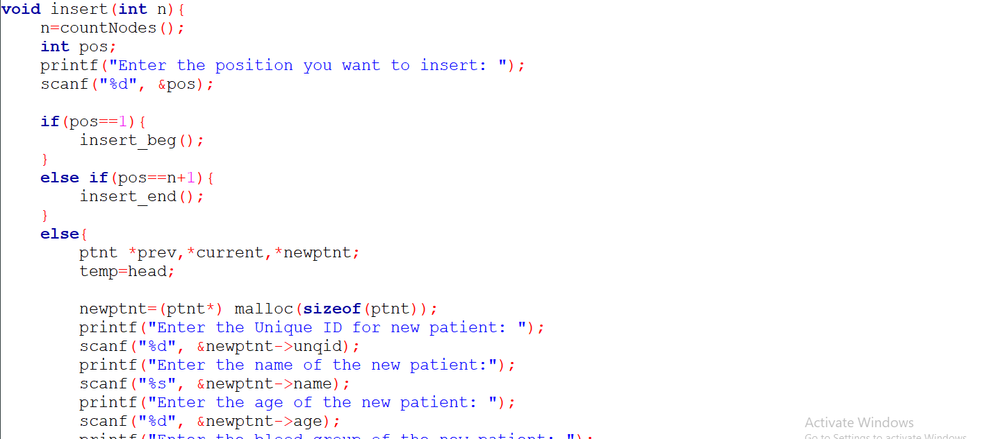 void insert(int n){
    n=countNodes();
    int pos;
    printf("Enter the position you want to insert: ");
    scanf("%d", &pos);
    if(pos==1){
        insert_beg();
    }
    else if(pos==n+1){
        insert_end();
    }
    else{
        ptnt *prev,*current,*newptnt;
        temp=head;
        newptnt=(ptnt*) malloc(sizeof(ptnt));
        printf("Enter the Unique ID for new patient: ");
        scanf("%d", &newptnt->unqid);
        printf("Enter the name of the new patient:");
        scanf("%s", &newptnt->name);
        printf("Enter the age of the new patient: ");
        scanf("%d", &newptnt->age);
        printf("Enter the blood group of the new patient: ");
Activate Windows
Go to Settings to activate Windows.